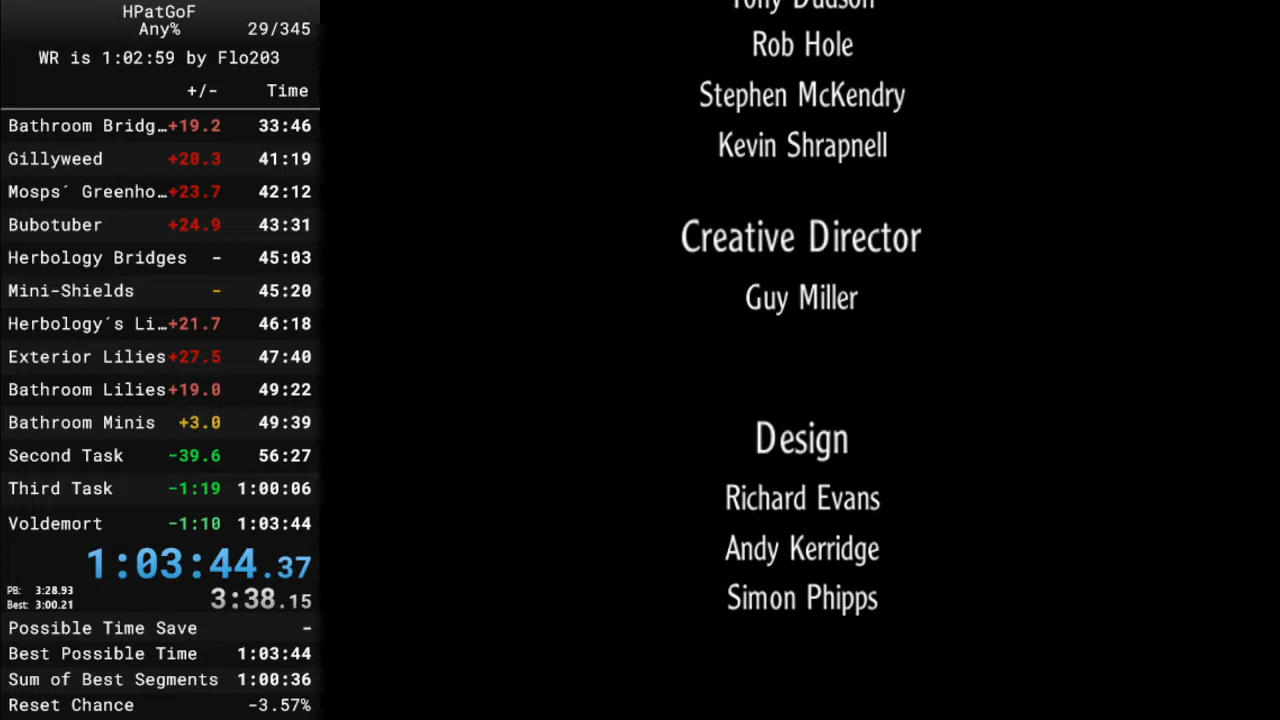 HPatGoF
Any% 29/345
WR is 1:02:59 by Flo203
+/- Time
Bathroom Bridg… +19.2 33:46
Gillyweed +20.3 41:19
Mosps´ Greenho… +23.7 42:12
Bubotuber +24.9 43:31
Herbology Bridges - 45:03
Mini-Shields - 45:20
Herbology´s Li… +21.7 46:18
Exterior Lilies +27.5 47:40
Bathroom Lilies +19.0 49:22
Bathroom Minis +3.0 49:39
Second Task -39.6 56:27
Third Task -1:19 1:00:06
Voldemort -1:10 1:03:44
1:03:44.37
PB: 3:28.93
Best: 3:00.21
3:38.15
Possible Time Save -
Best Possible Time 1:03:44
Sum of Best Segments 1:00:36
Reset Chance -3.57%
Tony Dudson
Rob Hole
Stephen McKendry
Kevin Shrapnell
Creative Director
Guy Miller
Design
Richard Evans
Andy Kerridge
Simon Phipps